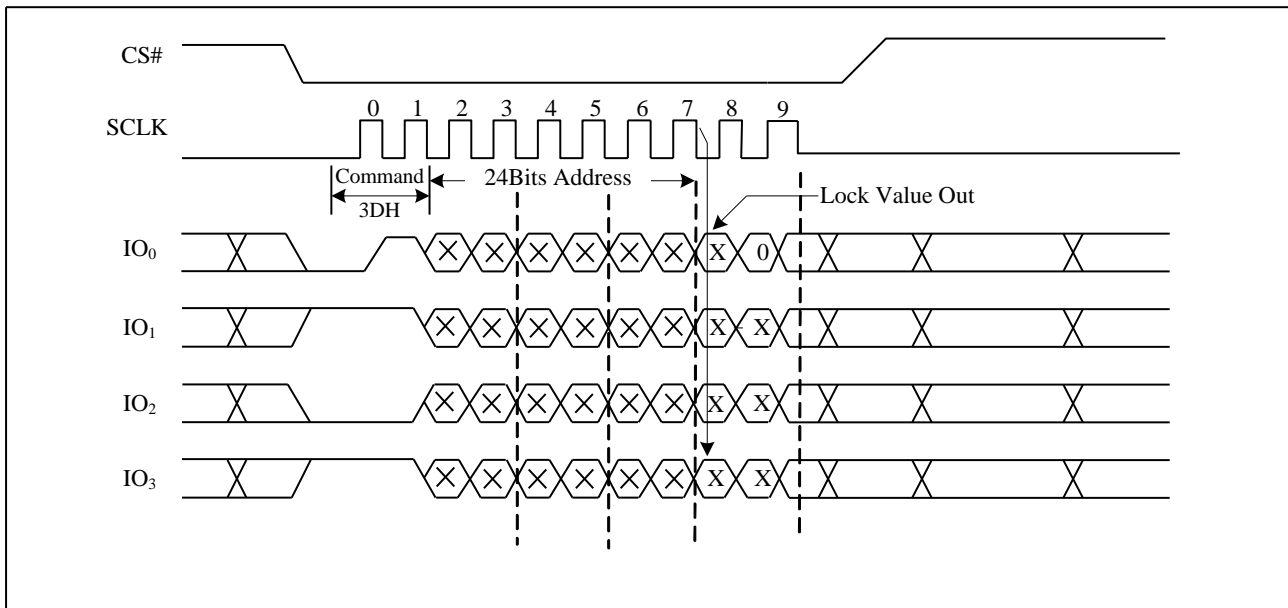 CS#
0 1 2 3 4 5 6 7 8 9
SCLK
Command
24Bits Address
3DH
Lock Value Out
IO0
X 0
IO1
X X
IO2
X X
IO3
X X